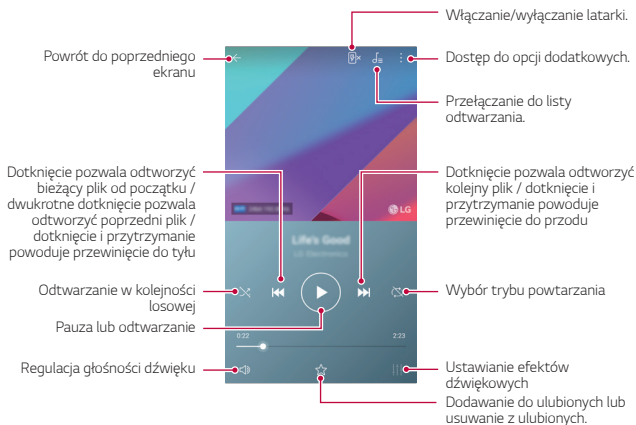 Włączanie/wyłączanie latarki.
Powrót do poprzedniego
ekranu
Dostęp do opcji dodatkowych.
Przełączanie do listy
odtwarzania.
Dotknięcie pozwala odtworzyć
bieżący plik od początku /
dwukrotne dotknięcie pozwala
odtworzyć poprzedni plik /
dotknięcie i przytrzymanie
powoduje przewinięcie do tyłu
Dotknięcie pozwala odtworzyć
kolejny plik / dotknięcie i
przytrzymanie powoduje
przewinięcie do przodu
LG
Life's Good
LG Electronics
Odtwarzanie w kolejności
losowej
Wybór trybu powtarzania
Pauza lub odtwarzanie
0:22
2:23
Regulacja głośności dźwięku
Ustawianie efektów
dźwiękowych
Dodawanie do ulubionych lub
usuwanie z ulubionych.